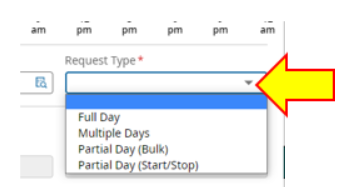 am pm pm pm pm am
Request Type *
Full Day
Multiple Days
Partial Day (Bulk)
Partial Day (Start/Stop)